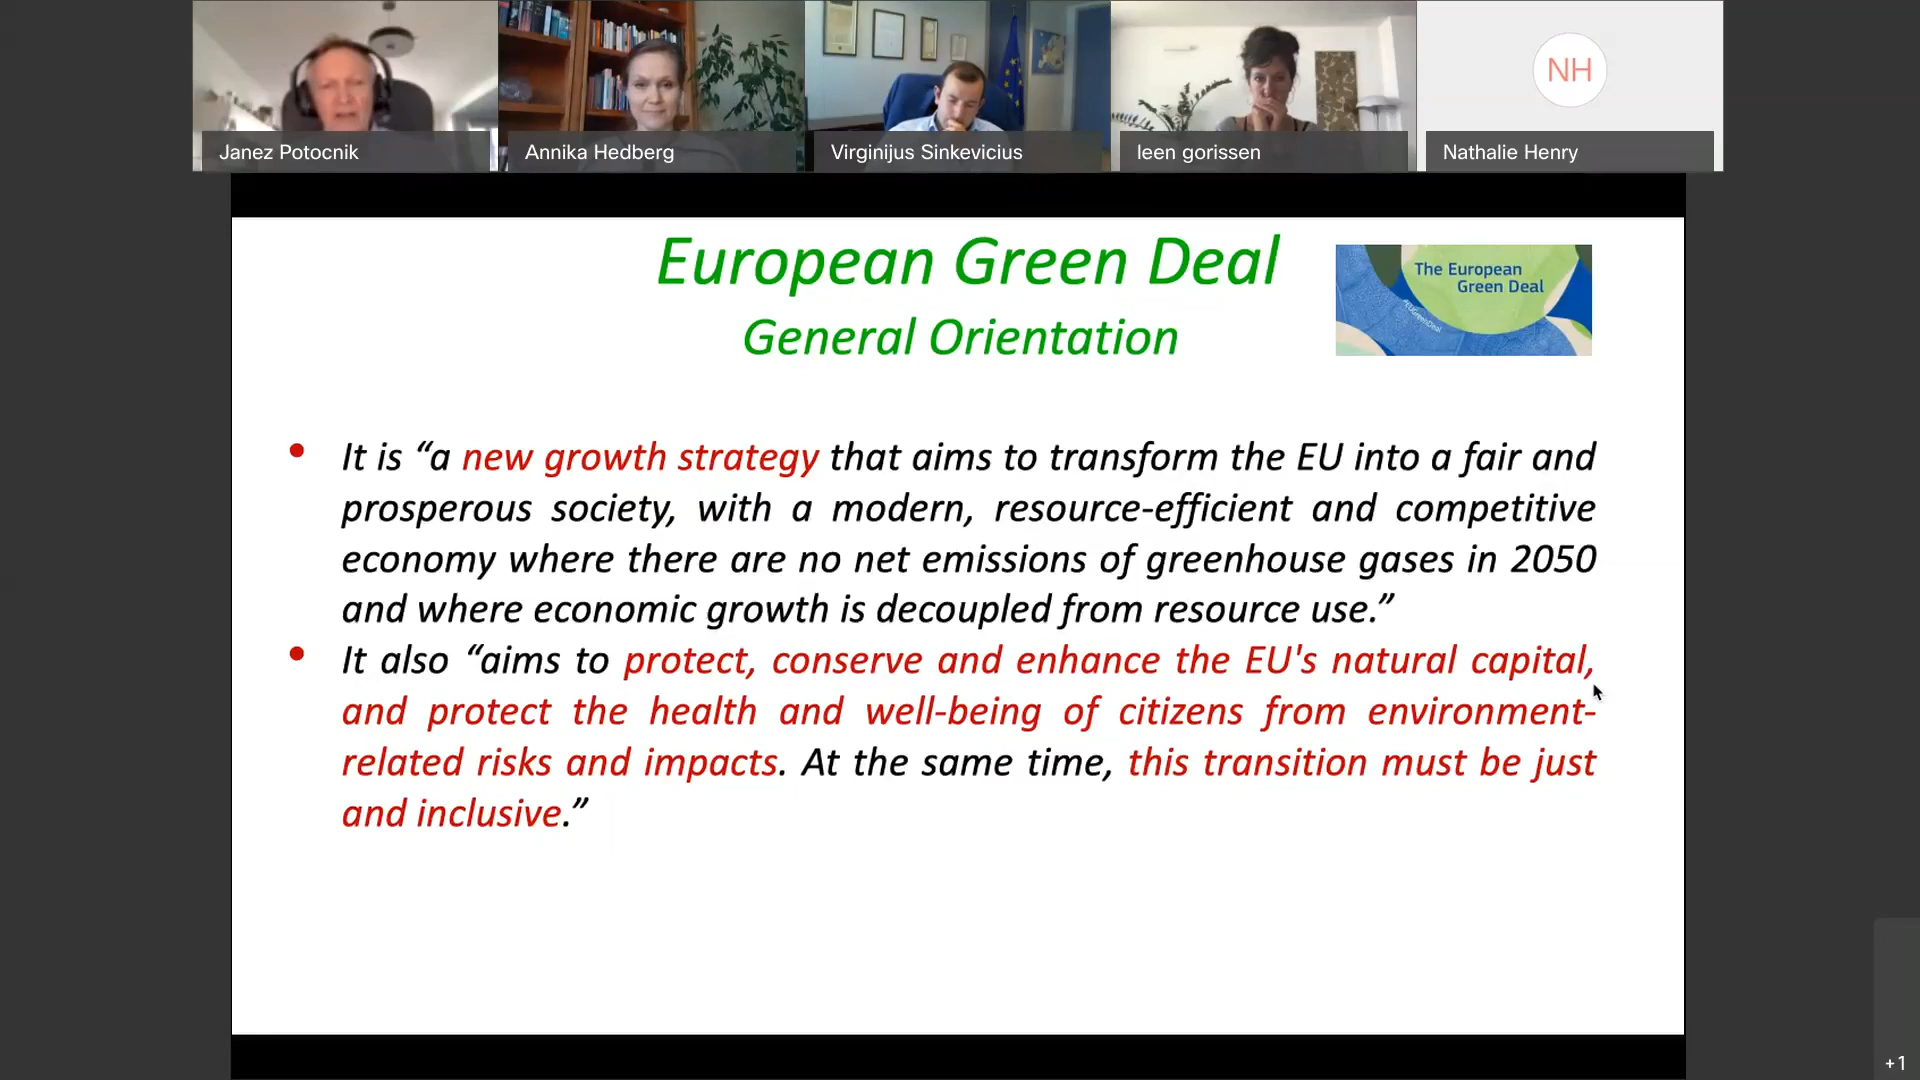 Janez Potocnik
Annika Hedberg
Virginijus Sinkevicius
leen gorissen
NH
Nathalie Henry
European Green Deal
General Orientation
The European
Green Deal
#EUGreenDeal
• It is “a new growth strategy that aims to transform the EU into a fair and
prosperous society, with a modern, resource-efficient and competitive
economy where there are no net emissions of greenhouse gases in 2050
and where economic growth is decoupled from resource use.”
• It also “aims to protect, conserve and enhance the EU's natural capital,
and protect the health and well-being of citizens from environment-
related risks and impacts. At the same time, this transition must be just
and inclusive.”
+1